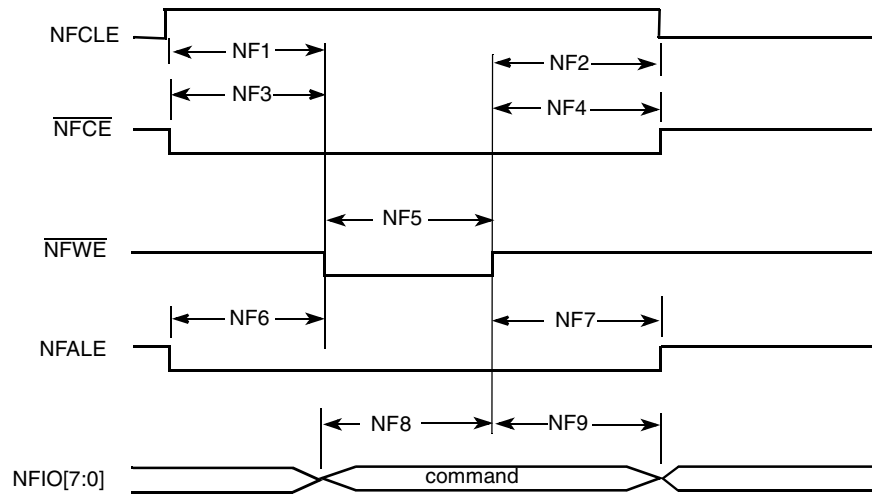 NFCLE
NF1
NF2
NF3
NF4
NFCE
NF5
NFWE
NF6
NF7
NFALE
NF8
NF9
NFIO[7:0]
command